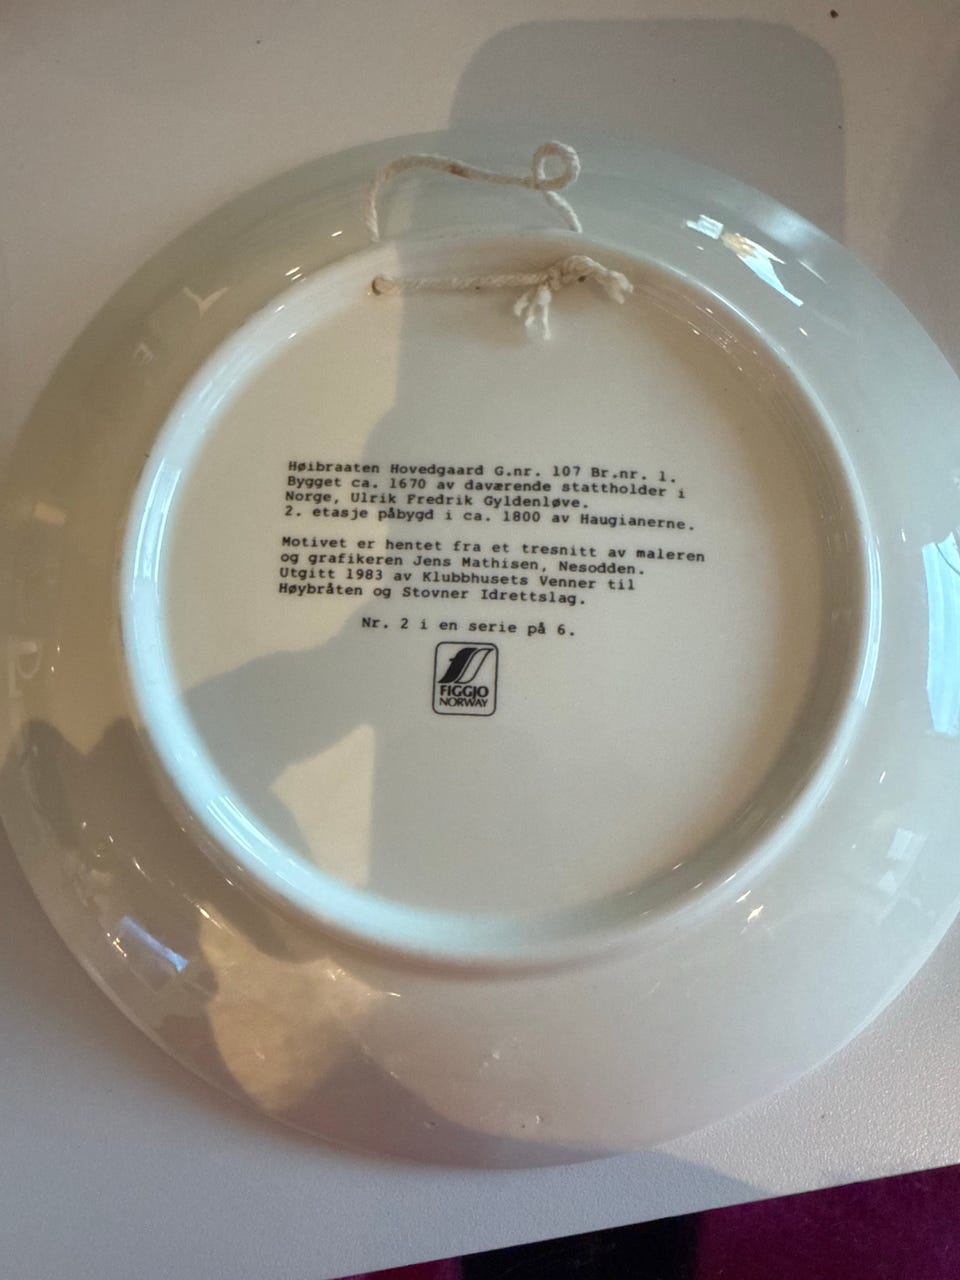 Høibraaten Hovedgaard G.nr. 107 Br.nr. 1.
Bygget ca. 1670 av daværende stattholder i
Norge, Ulrik Fredrik Gyldenløve.
2. etasje påbygd i ca. 1800 av Haugianerne.
Motivet er hentet fra et tresnitt av maleren
og grafikeren Jens Mathisen, Nesodden.
Utgitt 1983 av Klubbhusets Venner til
Høybråten og Stovner Idrettslag.
Nr. 2 i en serie på 6.
FIGGJO
NORWAY